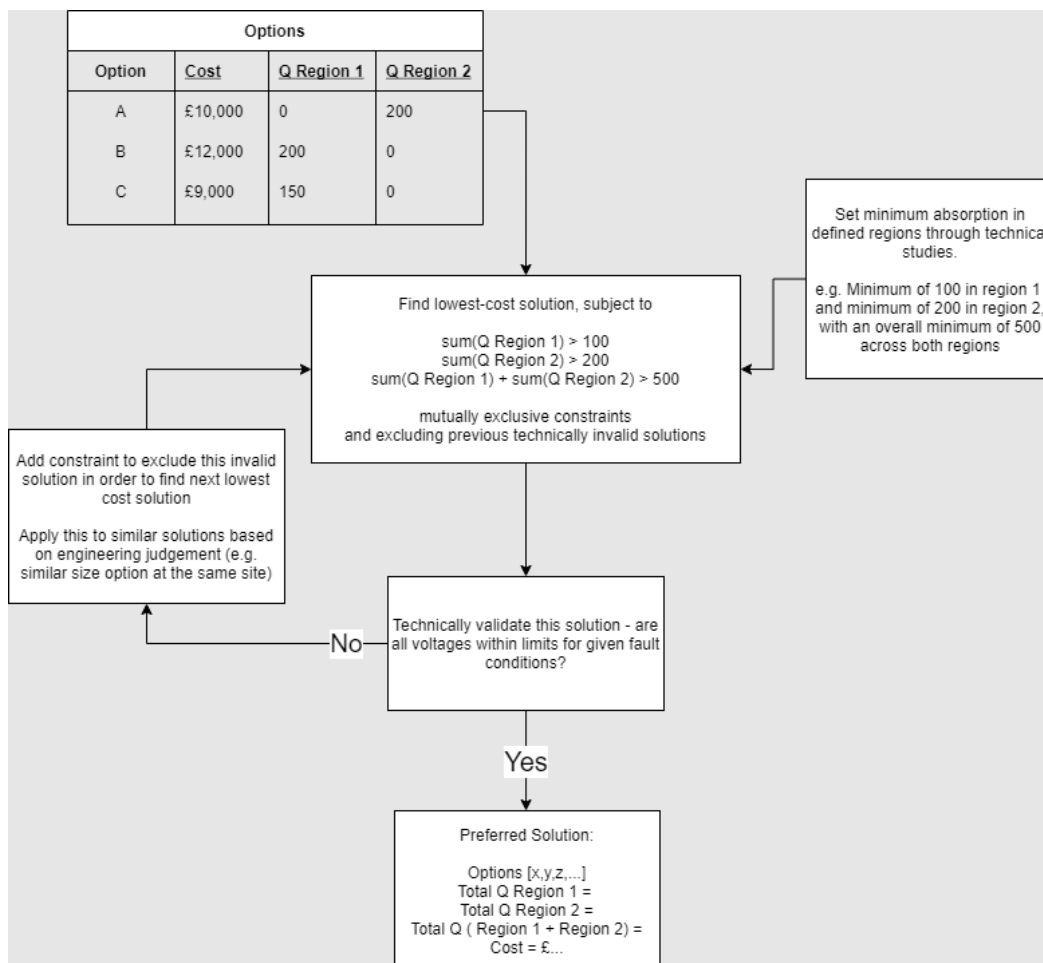 Options
Option Cost Q Region 1 Q Region 2
A £10,000 0 200
B £12,000 200 0
C £9,000 150 0
Set minimum absorption in
defined regions through technica
studies.
e.g. Minimum of 100 in region 1
and minimum of 200 in region 2,
with an overall minimum of 500
across both regions
Find lowest-cost solution, subject to
sum(Q Region 1) > 100
sum(Q Region 2) > 200
sum(Q Region 1) + sum(Q Region 2) > 500
mutually exclusive constraints
and excluding previous technically invalid solutions
Add constraint to exclude this invalid
solution in order to find next lowest
cost solution
Apply this to similar solutions based
on engineering judgement (e.g.
similar size option at the same site)
Technically validate this solution - are
all voltages within limits for given fault
conditions?
No
Yes
Preferred Solution:
Options [x,y,z,...]
Total Q Region 1 =
Total Q Region 2 =
Total Q ( Region 1 + Region 2) =
Cost = £...